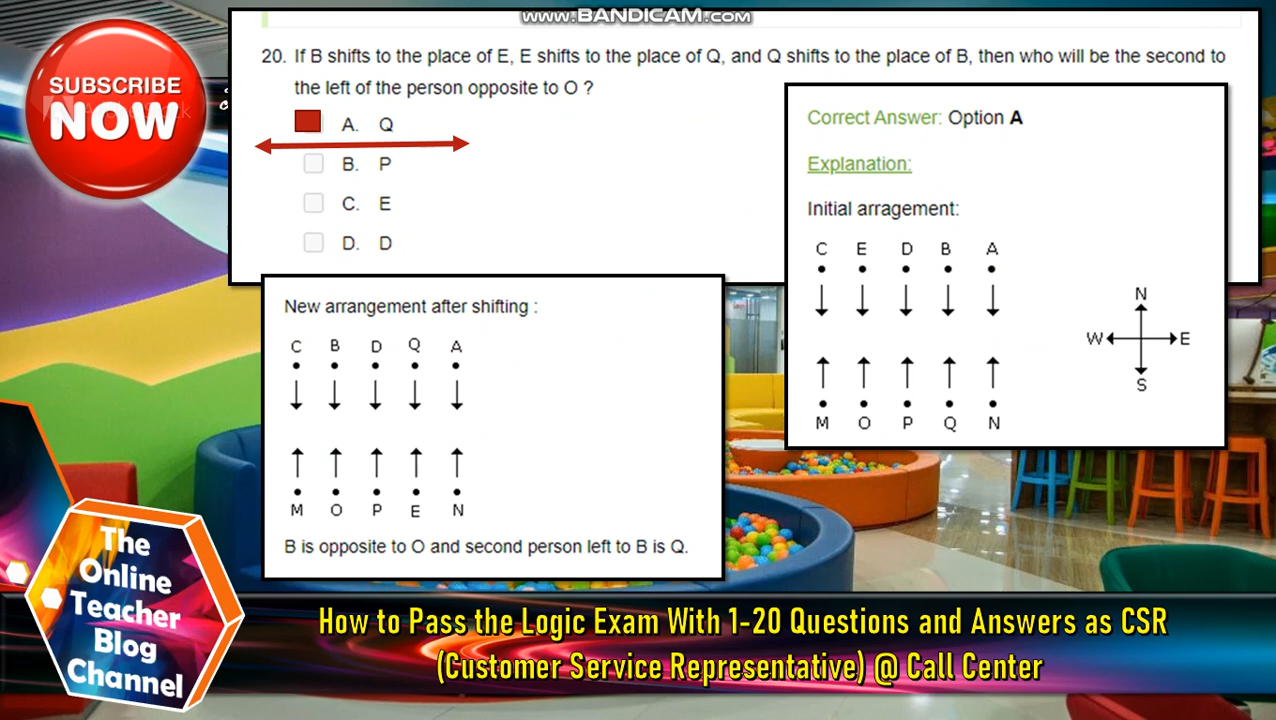 www.BANDICAM.com
SUBSCRIBE
NOW
20. If B shifts to the place of E, E shifts to the place of Q, and Q shifts to the place of B, then who will be the second to
the left of the person opposite to O ?
A. Q
B. P
C. E
D. D
Correct Answer: Option A
Explanation:
Initial arragement:
C E D B A
M O P Q N
N
W E
S
New arrangement after shifting :
C B D Q A
M O P E N
B is opposite to O and second person left to B is Q.
The
Online
Teacher
Blog
Channel
How to Pass the Logic Exam With 1-20 Questions and Answers as CSR
(Customer Service Representative) @ Call Center